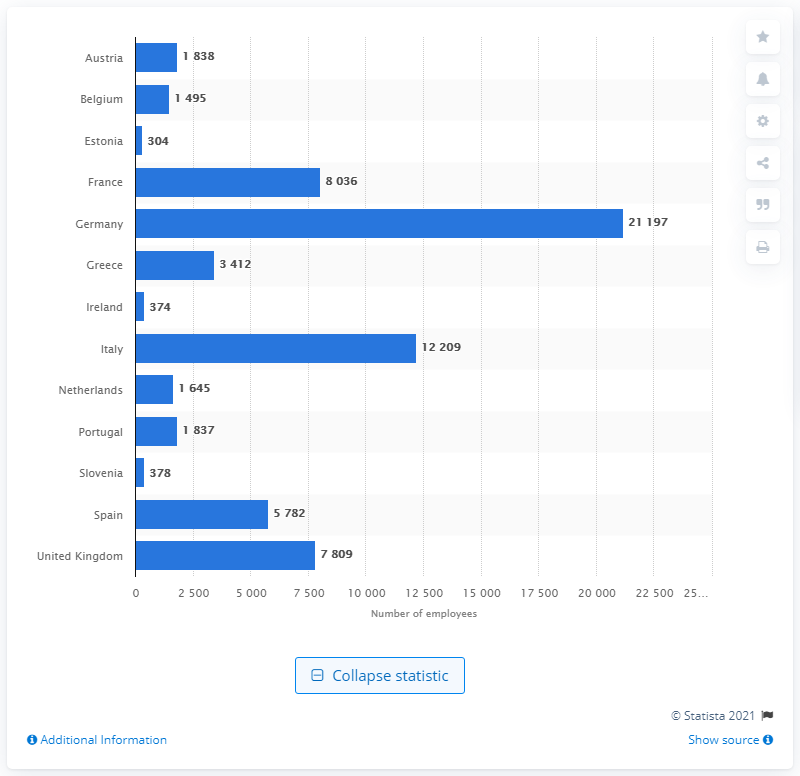 Austria 1 838
Belgium 1 495
Estonia 304
France 8 036
Germany 21 197
Greece 3 412
Ireland 374
Italy 12 209
Netherlands 1 645
Portugal 1 837
Slovenia 378
Spain 5 782
United Kingdom 7 809
0 2 500 5 000 7 500 10 000 12 500 15 000 17 500 20 000 22 500 25…
Number of employees
Collapse statistic
© Statista 2021
Additional Information Show source